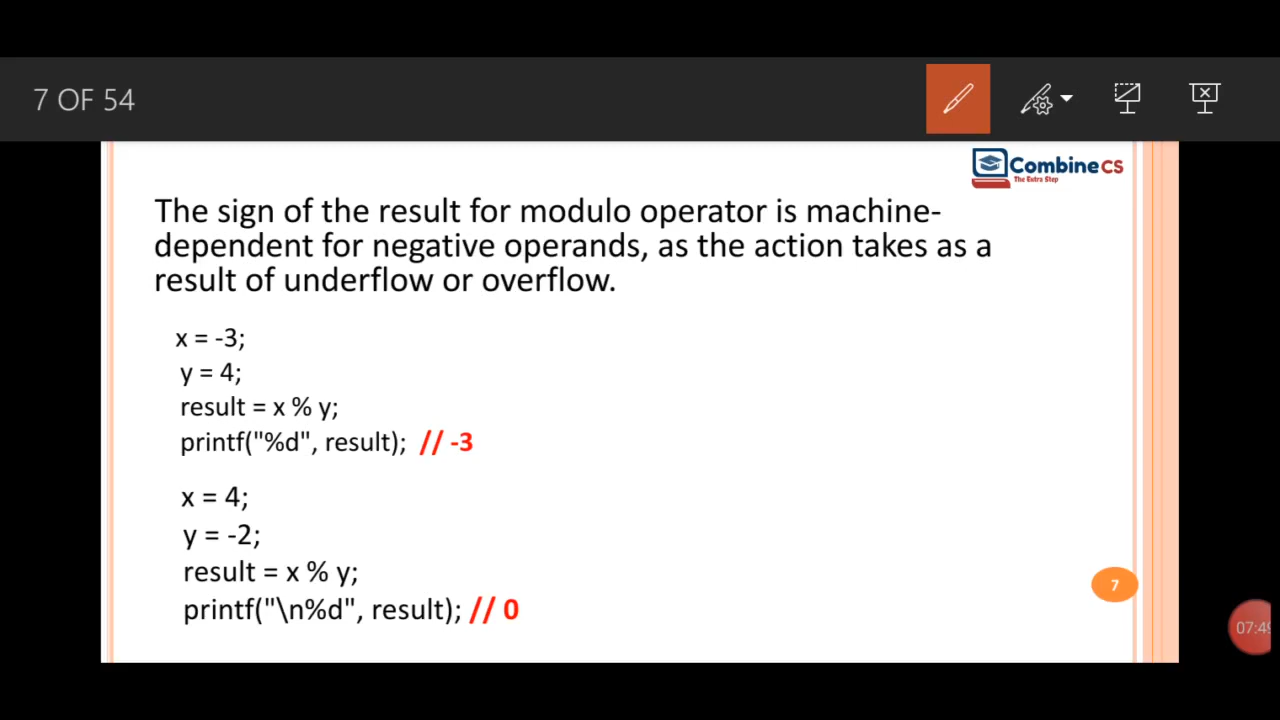 7 OF 54
Combine CS
The Extra Step
The sign of the result for modulo operator is machine-
dependent for negative operands, as the action takes as a
result of underflow or overflow.
x = -3;
y = 4;
result = x % y;
printf("%d", result); // -3
x = 4;
y = -2;
result = x % y;
printf("\n%d", result); // 0
7